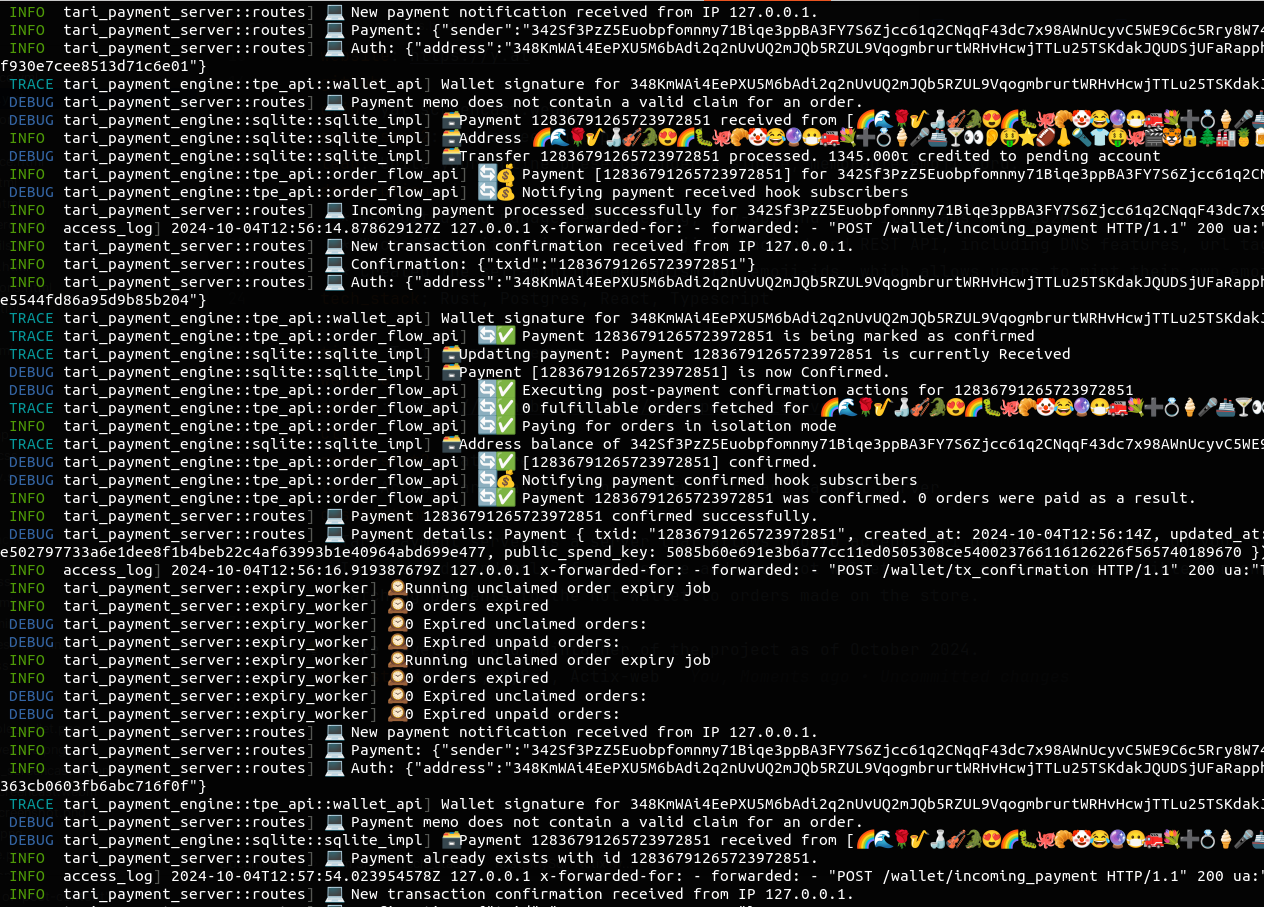 INFO tari_payment_server::routes] 💻 New payment notification received from IP 127.0.0.1.
INFO tari_payment_server::routes] 💻 Payment: {"sender":"342Sf3PzZ5Euobpfomnmy71Biqe3ppBA3FY7S6Zjcc61q2CNqqF43dc7x98AWnUcyvC5WE9C6c5Rry8W74
INFO tari_payment_server::routes] 💻 Auth: {"address":"348KmWAi4EePXU5M6bAdi2q2nUvUQ2mJQb5RZUL9VqogmbrurtWRHvHcwjTTLu25TSKdakJQUDSjUFaRapph
f930e7cee8513d71c6e01"}
TRACE tari_payment_engine::tpe_api::wallet_api] Wallet signature for 348KmWAi4EePXU5M6bAdi2q2nUvUQ2mJQb5RZUL9VqogmbrurtWRHvHcwjTTLu25TSKdakJ
DEBUG tari_payment_server::routes] 💻 Payment memo does not contain a valid claim for an order.
DEBUG tari_payment_engine::sqlite::sqlite_impl] 🗃️Payment 12836791265723972851 received from [
INFO tari_payment_engine::sqlite::sqlite_impl] 🗃️Address
DEBUG tari_payment_engine::sqlite::sqlite_impl] 🗃️Transfer 12836791265723972851 processed. 1345.000τ credited to pending account
INFO tari_payment_engine::tpe_api::order_flow_api] 🔄️💰️ Payment [12836791265723972851] for 342Sf3PzZ5Euobpfomnmy71Biqe3ppBA3FY7S6Zjcc61q2CN
DEBUG tari_payment_engine::tpe_api::order_flow_api] 🔄️💰️ Notifying payment received hook subscribers
INFO tari_payment_server::routes] 💻 Incoming payment processed successfully for 342Sf3PzZ5Euobpfomnmy71Biqe3ppBA3FY7S6Zjcc61q2CNqqF43dc7x9
INFO access_log] 2024-10-04T12:56:14.878629127Z 127.0.0.1 x-forwarded-for: - forwarded: - "POST /wallet/incoming_payment HTTP/1.1" 200 ua:"
INFO tari_payment_server::routes] 💻 New transaction confirmation received from IP 127.0.0.1.
INFO tari_payment_server::routes] 💻 Confirmation: {"txid":"12836791265723972851"}
INFO tari_payment_server::routes] 💻 Auth: {"address":"348KmWAi4EePXU5M6bAdi2q2nUvUQ2mJQb5RZUL9VqogmbrurtWRHvHcwjTTLu25TSKdakJQUDSjUFaRapph
e5544fd86a95d9b85b204"}
TRACE tari_payment_engine::tpe_api::wallet_api] Wallet signature for 348KmWAi4EePXU5M6bAdi2q2nUvUQ2mJQb5RZUL9VqogmbrurtWRHvHcwjTTLu25TSKdakJ
TRACE tari_payment_engine::tpe_api::order_flow_api] 🔄️✅️ Payment 12836791265723972851 is being marked as confirmed
TRACE tari_payment_engine::sqlite::sqlite_impl] 🗃️Updating payment: Payment 12836791265723972851 is currently Received
DEBUG tari_payment_engine::sqlite::sqlite_impl] 🗃️Payment [12836791265723972851] is now Confirmed.
DEBUG tari_payment_engine::tpe_api::order_flow_api] 🔄️✅️ Executing post-payment confirmation actions for 12836791265723972851
TRACE tari_payment_engine::tpe_api::order_flow_api] 🔄️✅️ 0 fulfillable orders fetched for
INFO tari_payment_engine::tpe_api::order_flow_api] 🔄️✅️ Paying for orders in isolation mode
TRACE tari_payment_engine::sqlite::sqlite_impl] 🗃️Address balance of 342Sf3PzZ5Euobpfomnmy71Biqe3ppBA3FY7S6Zjcc61q2CNqqF43dc7x98AWnUcyvC5WE9
DEBUG tari_payment_engine::tpe_api::order_flow_api] 🔄️✅️ [12836791265723972851] confirmed.
DEBUG tari_payment_engine::tpe_api::order_flow_api] 🔄️💰️ Notifying payment confirmed hook subscribers
INFO tari_payment_engine::tpe_api::order_flow_api] 🔄️✅️ Payment 12836791265723972851 was confirmed. 0 orders were paid as a result.
INFO tari_payment_server::routes] 💻 Payment 12836791265723972851 confirmed successfully.
DEBUG tari_payment_server::routes] 💻 Payment details: Payment { txid: "12836791265723972851", created_at: 2024-10-04T12:56:14Z, updated_at:
e502797733a6e1dee8f1b4beb22c4af63993b1e40964abd699e477, public_spend_key: 5085b60e691e3b6a77cc11ed0505308ce540023766116126226f565740189670 })
INFO access_log] 2024-10-04T12:56:16.919387679Z 127.0.0.1 x-forwarded-for: - forwarded: - "POST /wallet/tx_confirmation HTTP/1.1" 200 ua:"T
INFO tari_payment_server::expiry_worker] 🕰️Running unclaimed order expiry job
INFO tari_payment_server::expiry_worker] 🕰️0 orders expired
DEBUG tari_payment_server::expiry_worker] 🕰️0 Expired unclaimed orders:
DEBUG tari_payment_server::expiry_worker] 🕰️0 Expired unpaid orders:
INFO tari_payment_server::expiry_worker] 🕰️Running unclaimed order expiry job
INFO tari_payment_server::expiry_worker] 🕰️0 orders expired
DEBUG tari_payment_server::expiry_worker] 🕰️0 Expired unclaimed orders:
DEBUG tari_payment_server::expiry_worker] 🕰️0 Expired unpaid orders:
INFO tari_payment_server::routes] 💻 New payment notification received from IP 127.0.0.1.
INFO tari_payment_server::routes] 💻 Payment: {"sender":"342Sf3PzZ5Euobpfomnmy71Biqe3ppBA3FY7S6Zjcc61q2CNqqF43dc7x98AWnUcyvC5WE9C6c5Rry8W74
INFO tari_payment_server::routes] 💻 Auth: {"address":"348KmWAi4EePXU5M6bAdi2q2nUvUQ2mJQb5RZUL9VqogmbrurtWRHvHcwjTTLu25TSKdakJQUDSjUFaRapph
363cb0603fb6abc716f0f"}
TRACE tari_payment_engine::tpe_api::wallet_api] Wallet signature for 348KmWAi4EePXU5M6bAdi2q2nUvUQ2mJQb5RZUL9VqogmbrurtWRHvHcwjTTLu25TSKdakJ
DEBUG tari_payment_server::routes] 💻 Payment memo does not contain a valid claim for an order.
DEBUG tari_payment_engine::sqlite::sqlite_impl] 🗃️Payment 12836791265723972851 received from [
INFO tari_payment_server::routes] 💻 Payment already exists with id 12836791265723972851.
INFO access_log] 2024-10-04T12:57:54.023954578Z 127.0.0.1 x-forwarded-for: - forwarded: - "POST /wallet/incoming_payment HTTP/1.1" 200 ua:"
INFO tari_payment_server::routes] 💻 New transaction confirmation received from IP 127.0.0.1.